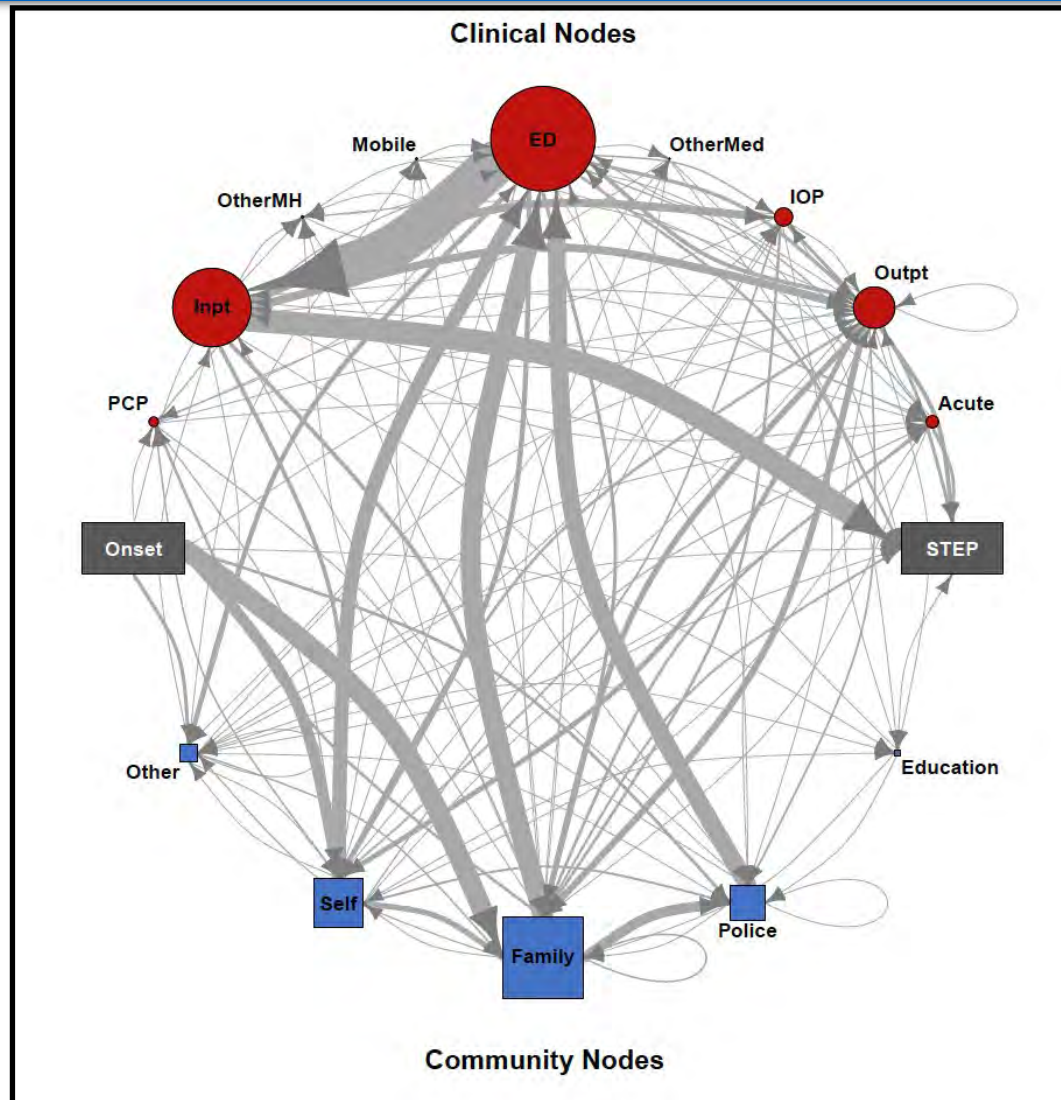 Clinical Nodes
ED
Mobile
OtherMed
OtherMH
IOP
Inpt
Outpt
PCP
Acute
Onset
STEP
Other
Education
Self
Family
Police
Community Nodes